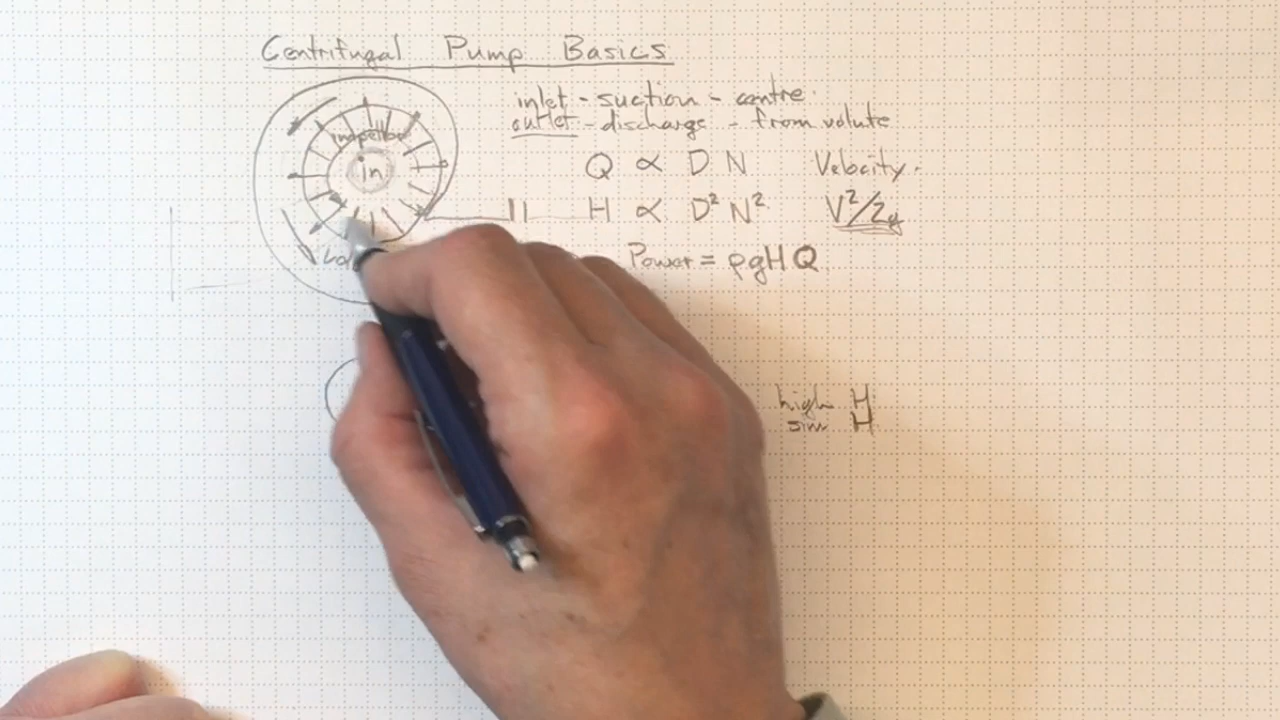 Centrifugal Pump Basics
inlet - suction - centre.
outlet - discharge - from volute
impeller
in
Q ∝ D N Velocity.
H ∝ D² N² V²/2g
Power = ρgHQ
high H
sim H